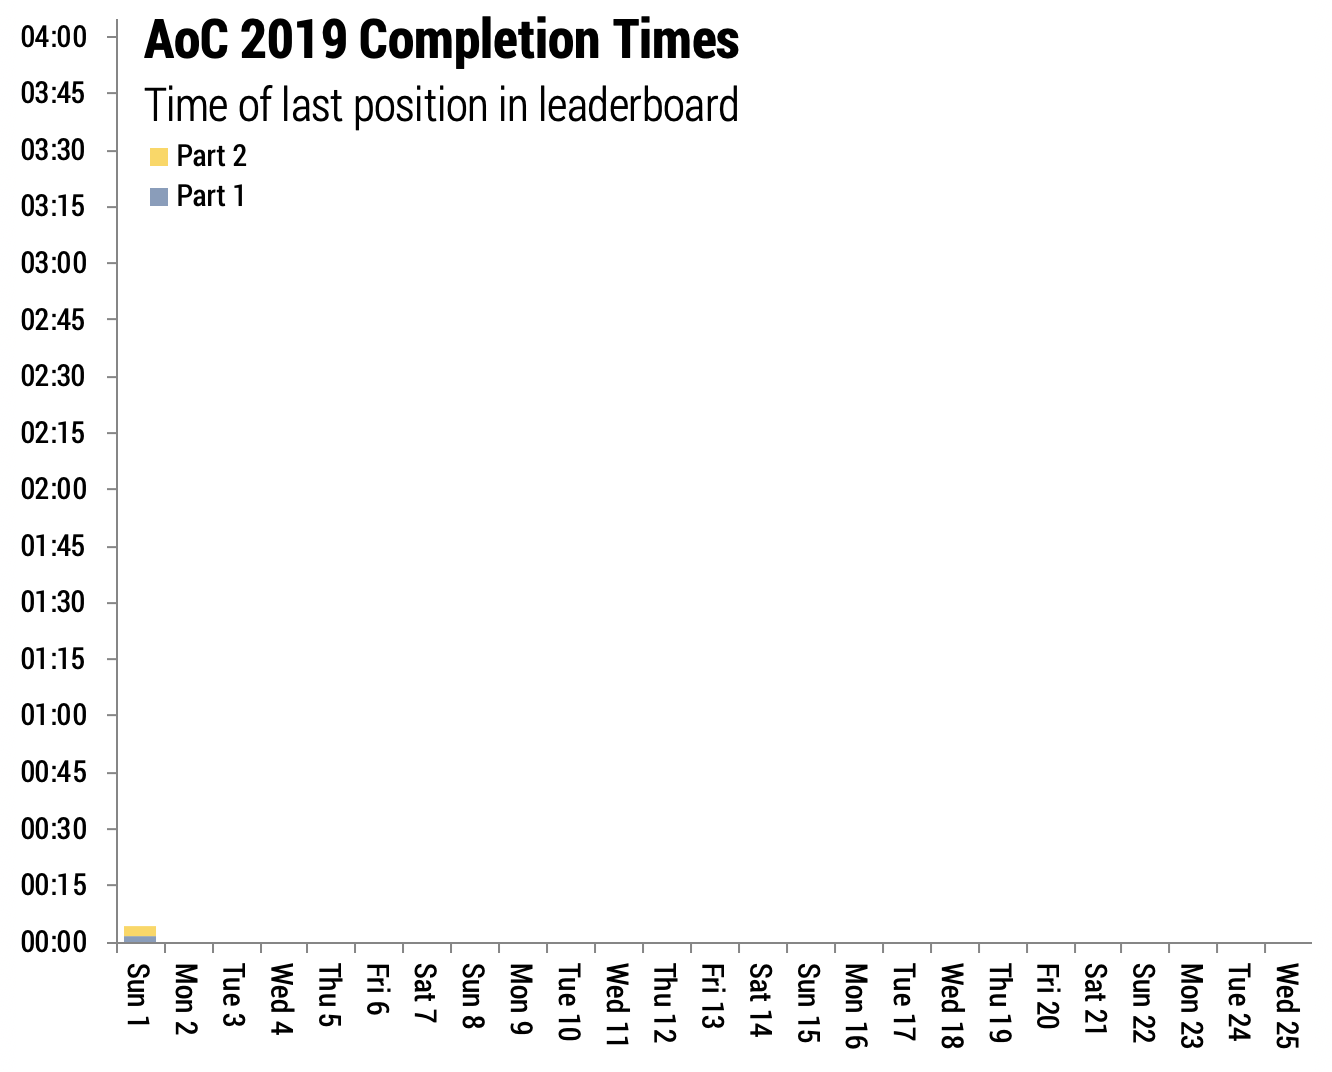 AoC 2019 Completion Times
Time of last position in leaderboard
Part 2
Part 1
04:00
03:45
03:30
03:15
03:00
02:45
02:30
02:15
02:00
01:45
01:30
01:15
01:00
00:45
00:30
00:15
00:00
Sun 1
Mon 2
Tue 3
Wed 4
Thu 5
Fri 6
Sat 7
Sun 8
Mon 9
Tue 10
Wed 11
Thu 12
Fri 13
Sat 14
Sun 15
Mon 16
Tue 17
Wed 18
Thu 19
Fri 20
Sat 21
Sun 22
Mon 23
Tue 24
Wed 25